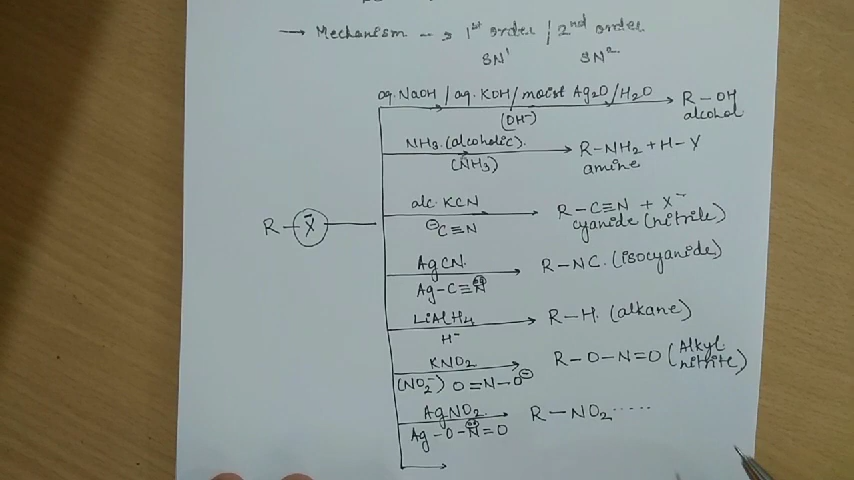 → Mechanism → 1st order / 2nd order
SN1 SN2
aq. NaOH / aq. KOH / moist Ag2O / H2O
(OH⁻)
R–OH
alcohol
NH3 (alcoholic).
(N̈H3)
R–NH2 + H–X
amine
R–X̄
alc. KCN
⊖C≡N
R–C≡N + X⁻
cyanide (nitrile)
AgCN.
Ag–C≡N̈
R–NC. (isocyanide)
LiAlH4
H⁻
R–H. (alkane)
KNO2
(NO2⁻) O=N–O⊖
R–O–N=O (Alkyl
nitrite)
AgNO2.
Ag–O–N̈=O
R–NO2.....